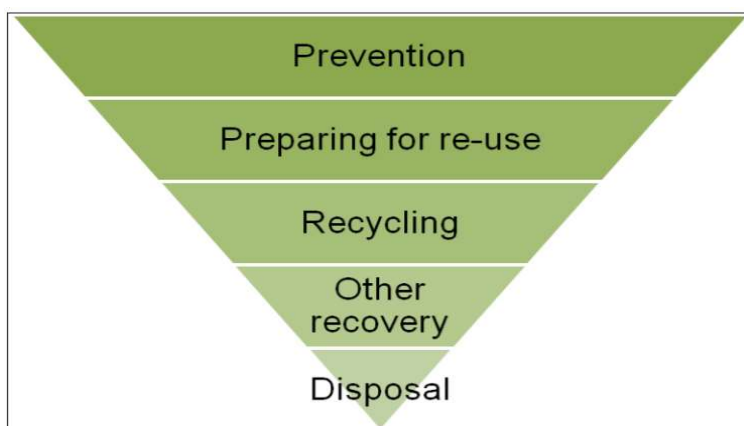 Prevention
Preparing for re-use
Recycling
Other
recovery
Disposal